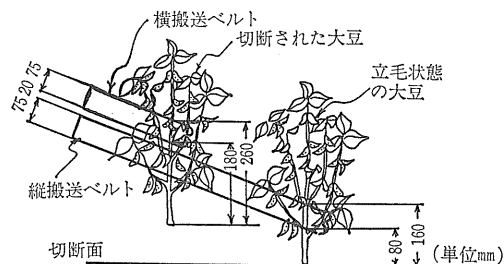 横搬送ベルト
切断された大豆
立毛状態
の大豆
75 20 75
縦搬送ベルト
180
260
160
80
切断面
(単位mm)